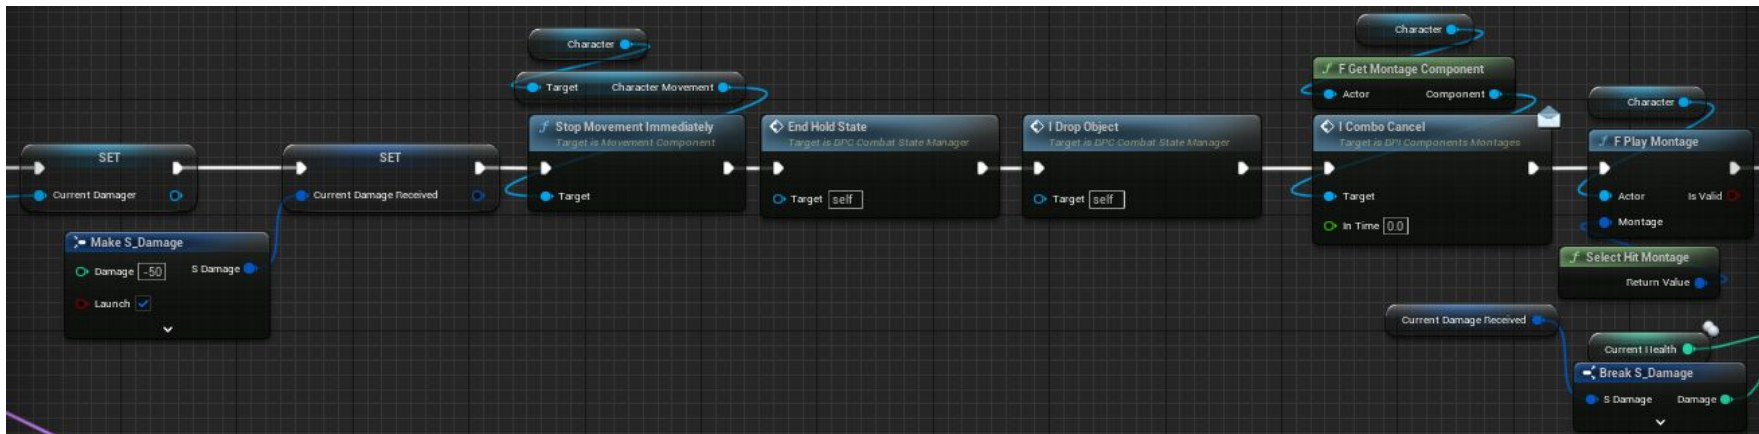 SET
Current Damager
Make S_Damage
Damage -50 S Damage
Launch
SET
Current Damage Received
Character
Target Character Movement
Stop Movement Immediately
Target is Movement Component
Target
End Hold State
Target is BPC Combat State Manager
Target self
I Drop Object
Target is BPC Combat State Manager
Target self
Character
F Get Montage Component
Actor Component
I Combo Cancel
Target is BPI Components Montages
Target
In Time 0.0
Character
F Play Montage
Actor Is Valid
Montage
Select Hit Montage
Return Value
Current Damage Received
Current Health
Break S_Damage
S Damage Damage